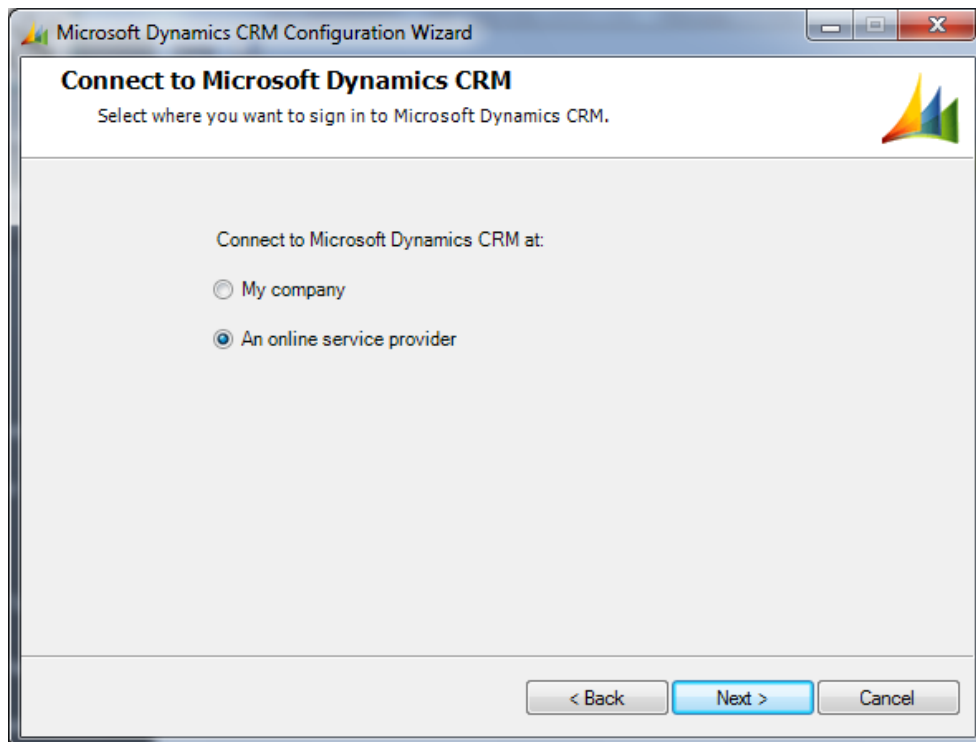 Microsoft Dynamics CRM Configuration Wizard
Connect to Microsoft Dynamics CRM
Select where you want to sign in to Microsoft Dynamics CRM.
Connect to Microsoft Dynamics CRM at:
My company
An online service provider
< Back Next > Cancel